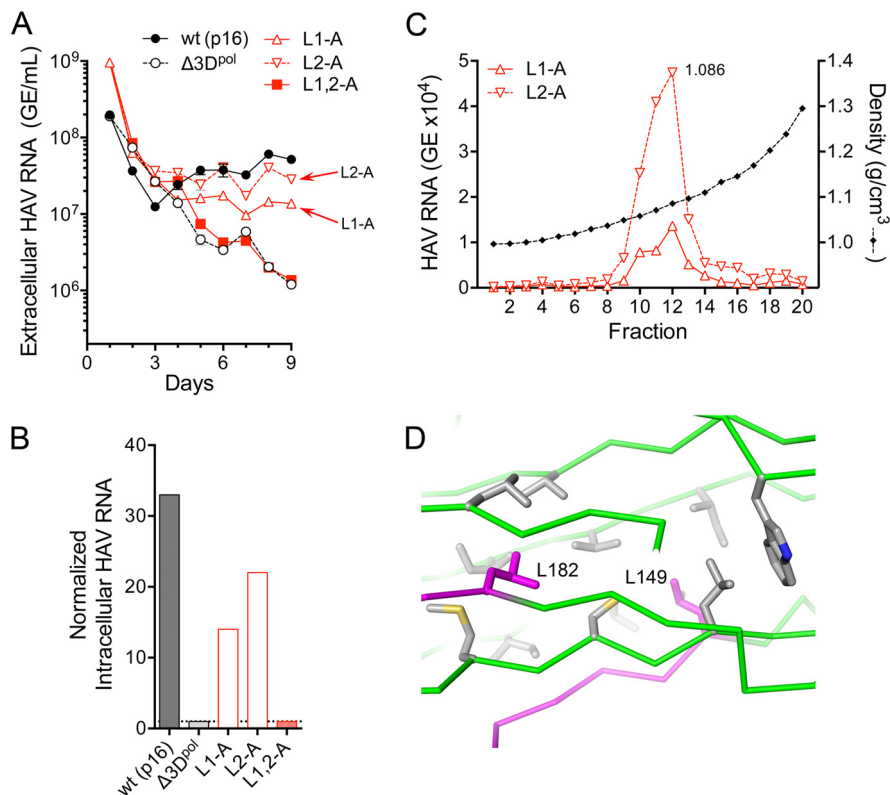 A
wt (p16)
Δ3Dpol
L1-A
L2-A
L1,2-A
Extracellular HAV RNA (GE/mL)
10⁹
10⁸
10⁷
10⁶
L2-A
L1-A
0 3 6 9
Days
C
L1-A
L2-A
1.086
HAV RNA (GE x10⁴)
5
4
3
2
1
0
1.4
1.3
1.2
1.1
1.0
Density (g/cm³)
2 4 6 8 10 12 14 16 18 20
Fraction
B
Normalized
Intracellular HAV RNA
40
30
20
10
0
wt (p16)
Δ3Dpol
L1-A
L2-A
L1,2-A
D
L182
L149